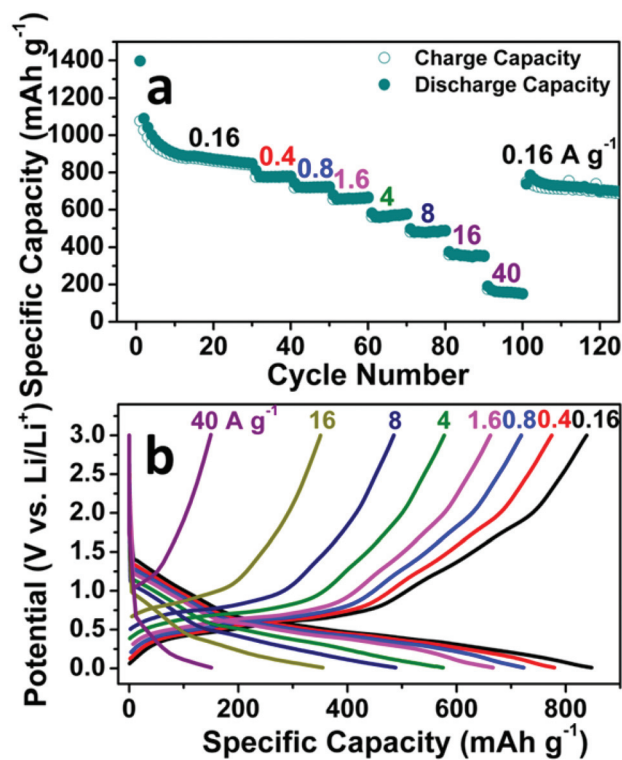 Charge Capacity
Discharge Capacity
a
0.16
0.4
0.8
1.6
4
8
16
40
0.16 A g⁻¹
1400
1200
1000
800
600
400
200
0
Specific Capacity (mAh g⁻¹)
0 20 40 60 80 100 120
Cycle Number
b
40 A g⁻¹ 16 8 4 1.6 0.8 0.4 0.16
3.0
2.5
2.0
1.5
1.0
0.5
0.0
Potential (V vs. Li/Li⁺)
0 200 400 600 800
Specific Capacity (mAh g⁻¹)